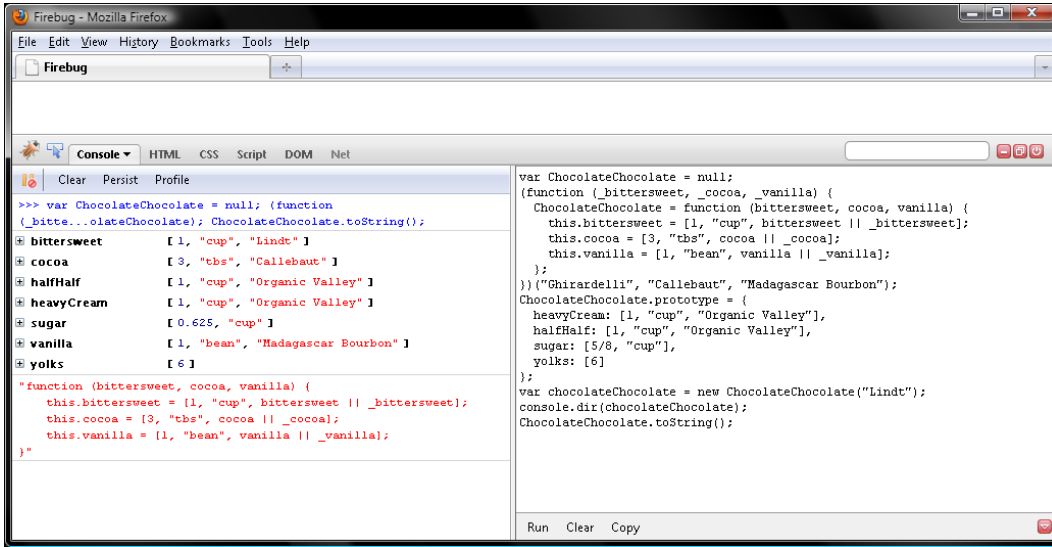 Firebug - Mozilla Firefox
File Edit View History Bookmarks Tools Help
Firebug
Console HTML CSS Script DOM Net
Clear Persist Profile
>>> var ChocolateChocolate = null; (function
(_bitte...olateChocolate); ChocolateChocolate.toString();
bittersweet [ 1, "cup", "Lindt" ]
cocoa [ 3, "tbs", "Callebaut" ]
halfHalf [ 1, "cup", "Organic Valley" ]
heavyCream [ 1, "cup", "Organic Valley" ]
sugar [ 0.625, "cup" ]
vanilla [ 1, "bean", "Madagascar Bourbon" ]
yolks [ 6 ]
"function (bittersweet, cocoa, vanilla) {
this.bittersweet = [1, "cup", bittersweet || _bittersweet];
this.cocoa = [3, "tbs", cocoa || _cocoa];
this.vanilla = [1, "bean", vanilla || _vanilla];
}"
var ChocolateChocolate = null;
(function (_bittersweet, _cocoa, _vanilla) {
ChocolateChocolate = function (bittersweet, cocoa, vanilla) {
this.bittersweet = [1, "cup", bittersweet || _bittersweet];
this.cocoa = [3, "tbs", cocoa || _cocoa];
this.vanilla = [1, "bean", vanilla || _vanilla];
};
})("Ghirardelli", "Callebaut", "Madagascar Bourbon");
ChocolateChocolate.prototype = {
heavyCream: [1, "cup", "Organic Valley"],
halfHalf: [1, "cup", "Organic Valley"],
sugar: [5/8, "cup"],
yolks: [6]
};
var chocolateChocolate = new ChocolateChocolate("Lindt");
console.dir(chocolateChocolate);
ChocolateChocolate.toString();
Run Clear Copy